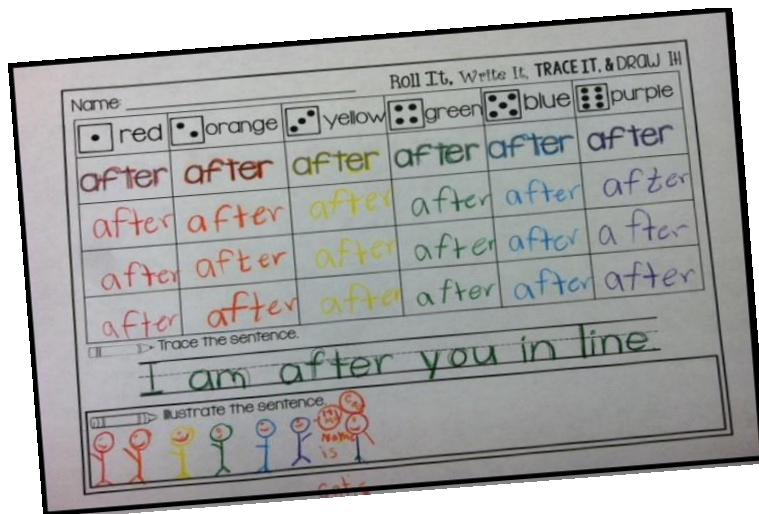 Roll It, Write It, TRACE IT, & DRAW It!
Name:
red orange yellow green blue purple
after after after after after after
after after after after after after
after after after after after after
after after after after after after
Trace the sentence.
I am after you in line.
Illustrate the sentence.
Name
is